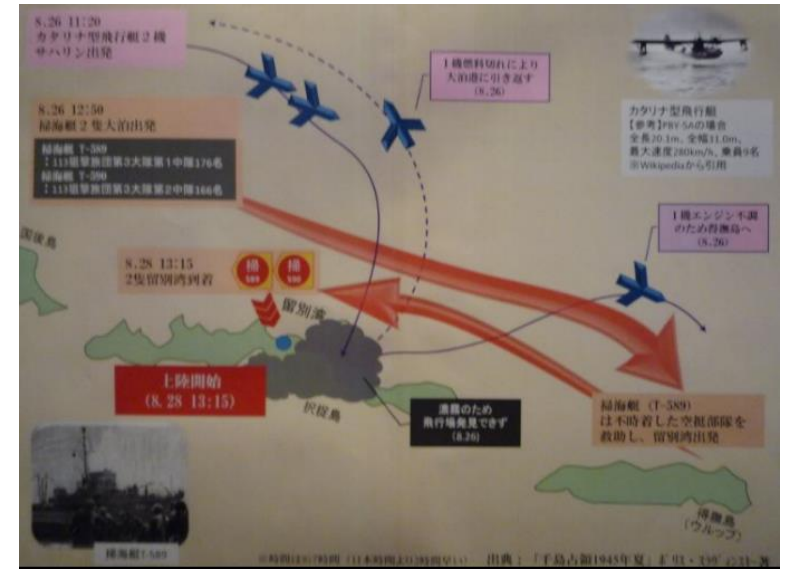 8.26 11:20
カタリナ型飛行艇2機
サハリン出発
1機燃料切れにより
大泊港に引き返す
(8.26)
カタリナ型飛行艇
【参考】PBY-5Aの場合
全長20.1m、全幅31.0m、
最大速度280km/h、乗員9名
※Wikipediaから引用
8.26 12:50
掃海艇2隻大泊出発
掃海艇 T-589
:113狙撃旅団第3大隊第1中隊176名
掃海艇 T-590
:113狙撃旅団第3大隊第2中隊166名
1機エンジン不調
のため得撫島へ
(8.26)
国後島
8.28 13:15
2隻留別湾到着
掃
589
掃
590
留別湾
上陸開始
(8.28 13:15)
択捉島
濃霧のため
飛行場発見できず
(8.26)
掃海艇 (T-589)
は不時着した空挺部隊を
救助し、留別湾出発
得撫島
(ウルップ)
掃海艇T-589
出典:「千島占領1945年夏」